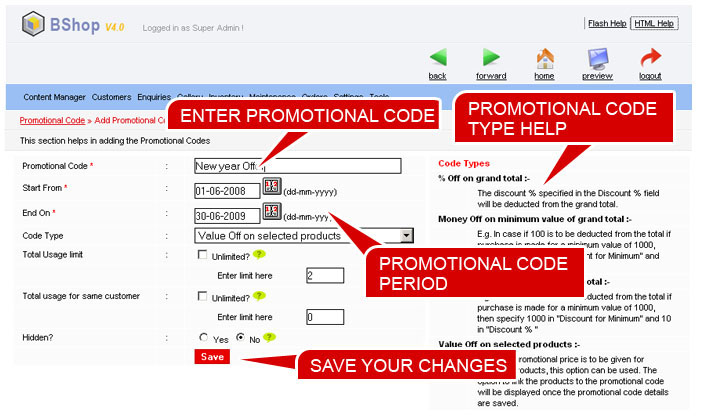 BShop V4.0
Logged in as Super Admin !
Flash Help HTML Help
back forward home preview logout
Content Manager Customers Enquiries Gallery Inventory Maintenance Orders Settings Tools
Promotional Code » Add Promotional
ENTER PROMOTIONAL CODE
PROMOTIONAL CODE
TYPE HELP
This section helps in adding the Promotional Codes
Promotional Code * : New year Offer
Start From * : 01-06-2008 (dd-mm-yyyy)
End On * : 30-06-2009 (dd-mm-yyy
Code Type : Value Off on selected products
Total Usage limit : Unlimited? ?
Enter limit here 2
Total usage for same customer : Unlimited? ?
Enter limit here 0
Hidden? : Yes No ?
Save
PROMOTIONAL CODE
PERIOD
SAVE YOUR CHANGES
Code Types
% Off on grand total :-
The discount % specified in the Discount % field
will be deducted from the grand total.
Money Off on minimum value of grand total :-
E.g. In case if 100 is to be deducted from the total if
purchase is made for a minimum value of 1000,
for Minimum" and
total :-
deducted from the total if
purchase is made for a minimum value of 1000,
then specify 1000 in "Discount for Minimum" and 10
in "Discount % "
Value Off on selected products :-
romotional price is to be given for
products, this option can be used. The
option to link the products to the promotional code
will be displayed once the promotional code details
are saved.